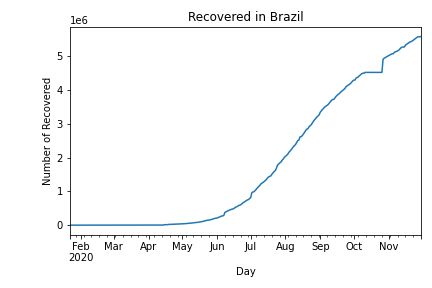 Recovered in Brazil
1e6
5
4
3
2
1
0
Number of Recovered
Feb Mar Apr May Jun Jul Aug Sep Oct Nov
2020
Day